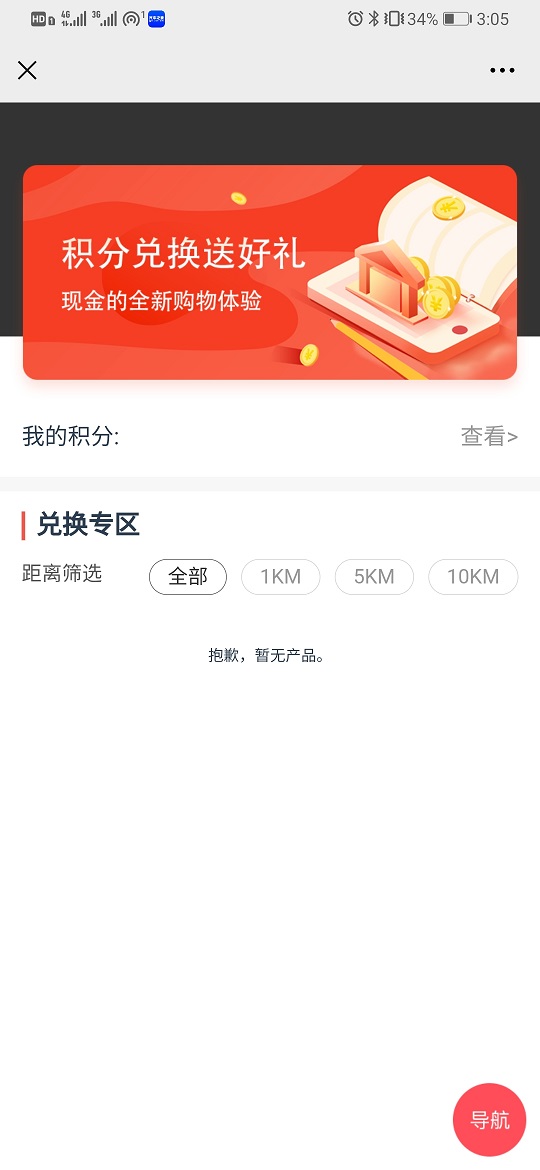 HD 4G 3G 1 34% 3:05
积分兑换送好礼
现金的全新购物体验
我的积分: 查看>
兑换专区
距离筛选 全部 1KM 5KM 10KM
抱歉，暂无产品。
导航